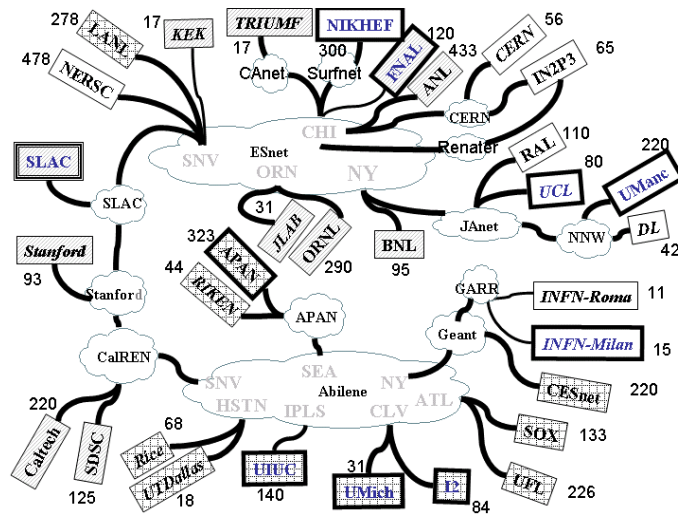 278
LANL
17
KEK
TRIUMF
17
NIKHEF
300
120
FNAL
433
ANL
56
CERN
65
IN2P3
478
NERSC
CAnet
Surfnet
CERN
CHI
Renater
110
RAL
220
SLAC
SNV
ESnet
ORN
NY
80
UCL
UManc
SLAC
31
JLAB
ORNL
290
BNL
95
JAnet
NNW
DL
42
Stanford
93
323
APAN
44
RIKEN
Stanford
APAN
GARR
INFN-Roma
11
Geant
INFN-Milan
15
CalREN
SEA
SNV
Abilene
NY
HSTN
IPLS
CLV
ATL
CESnet
220
220
Caltech
SDSC
125
68
Rice
UTDallas
18
UIUC
140
31
UMich
I2
84
SOX
133
UFL
226